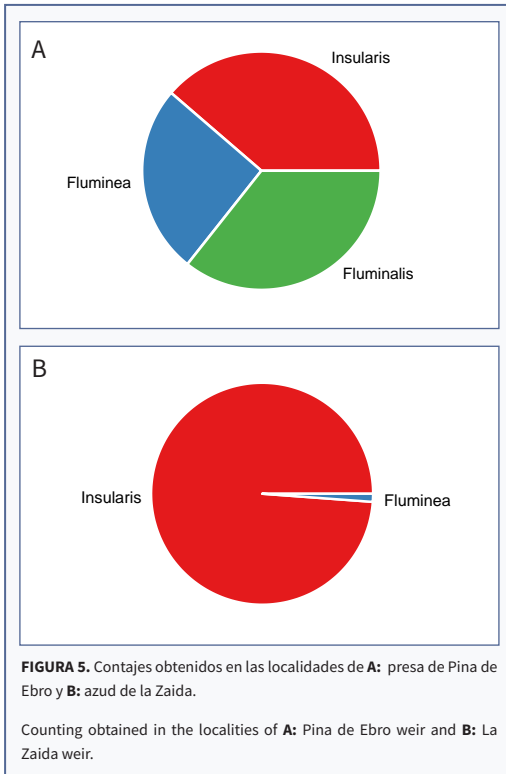 A
Insularis
Fluminea
Fluminalis
B
Insularis
Fluminea
FIGURA 5. Contajes obtenidos en las localidades de A: presa de Pina de
Ebro y B: azud de la Zaida.
Counting obtained in the localities of A: Pina de Ebro weir and B: La
Zaida weir.